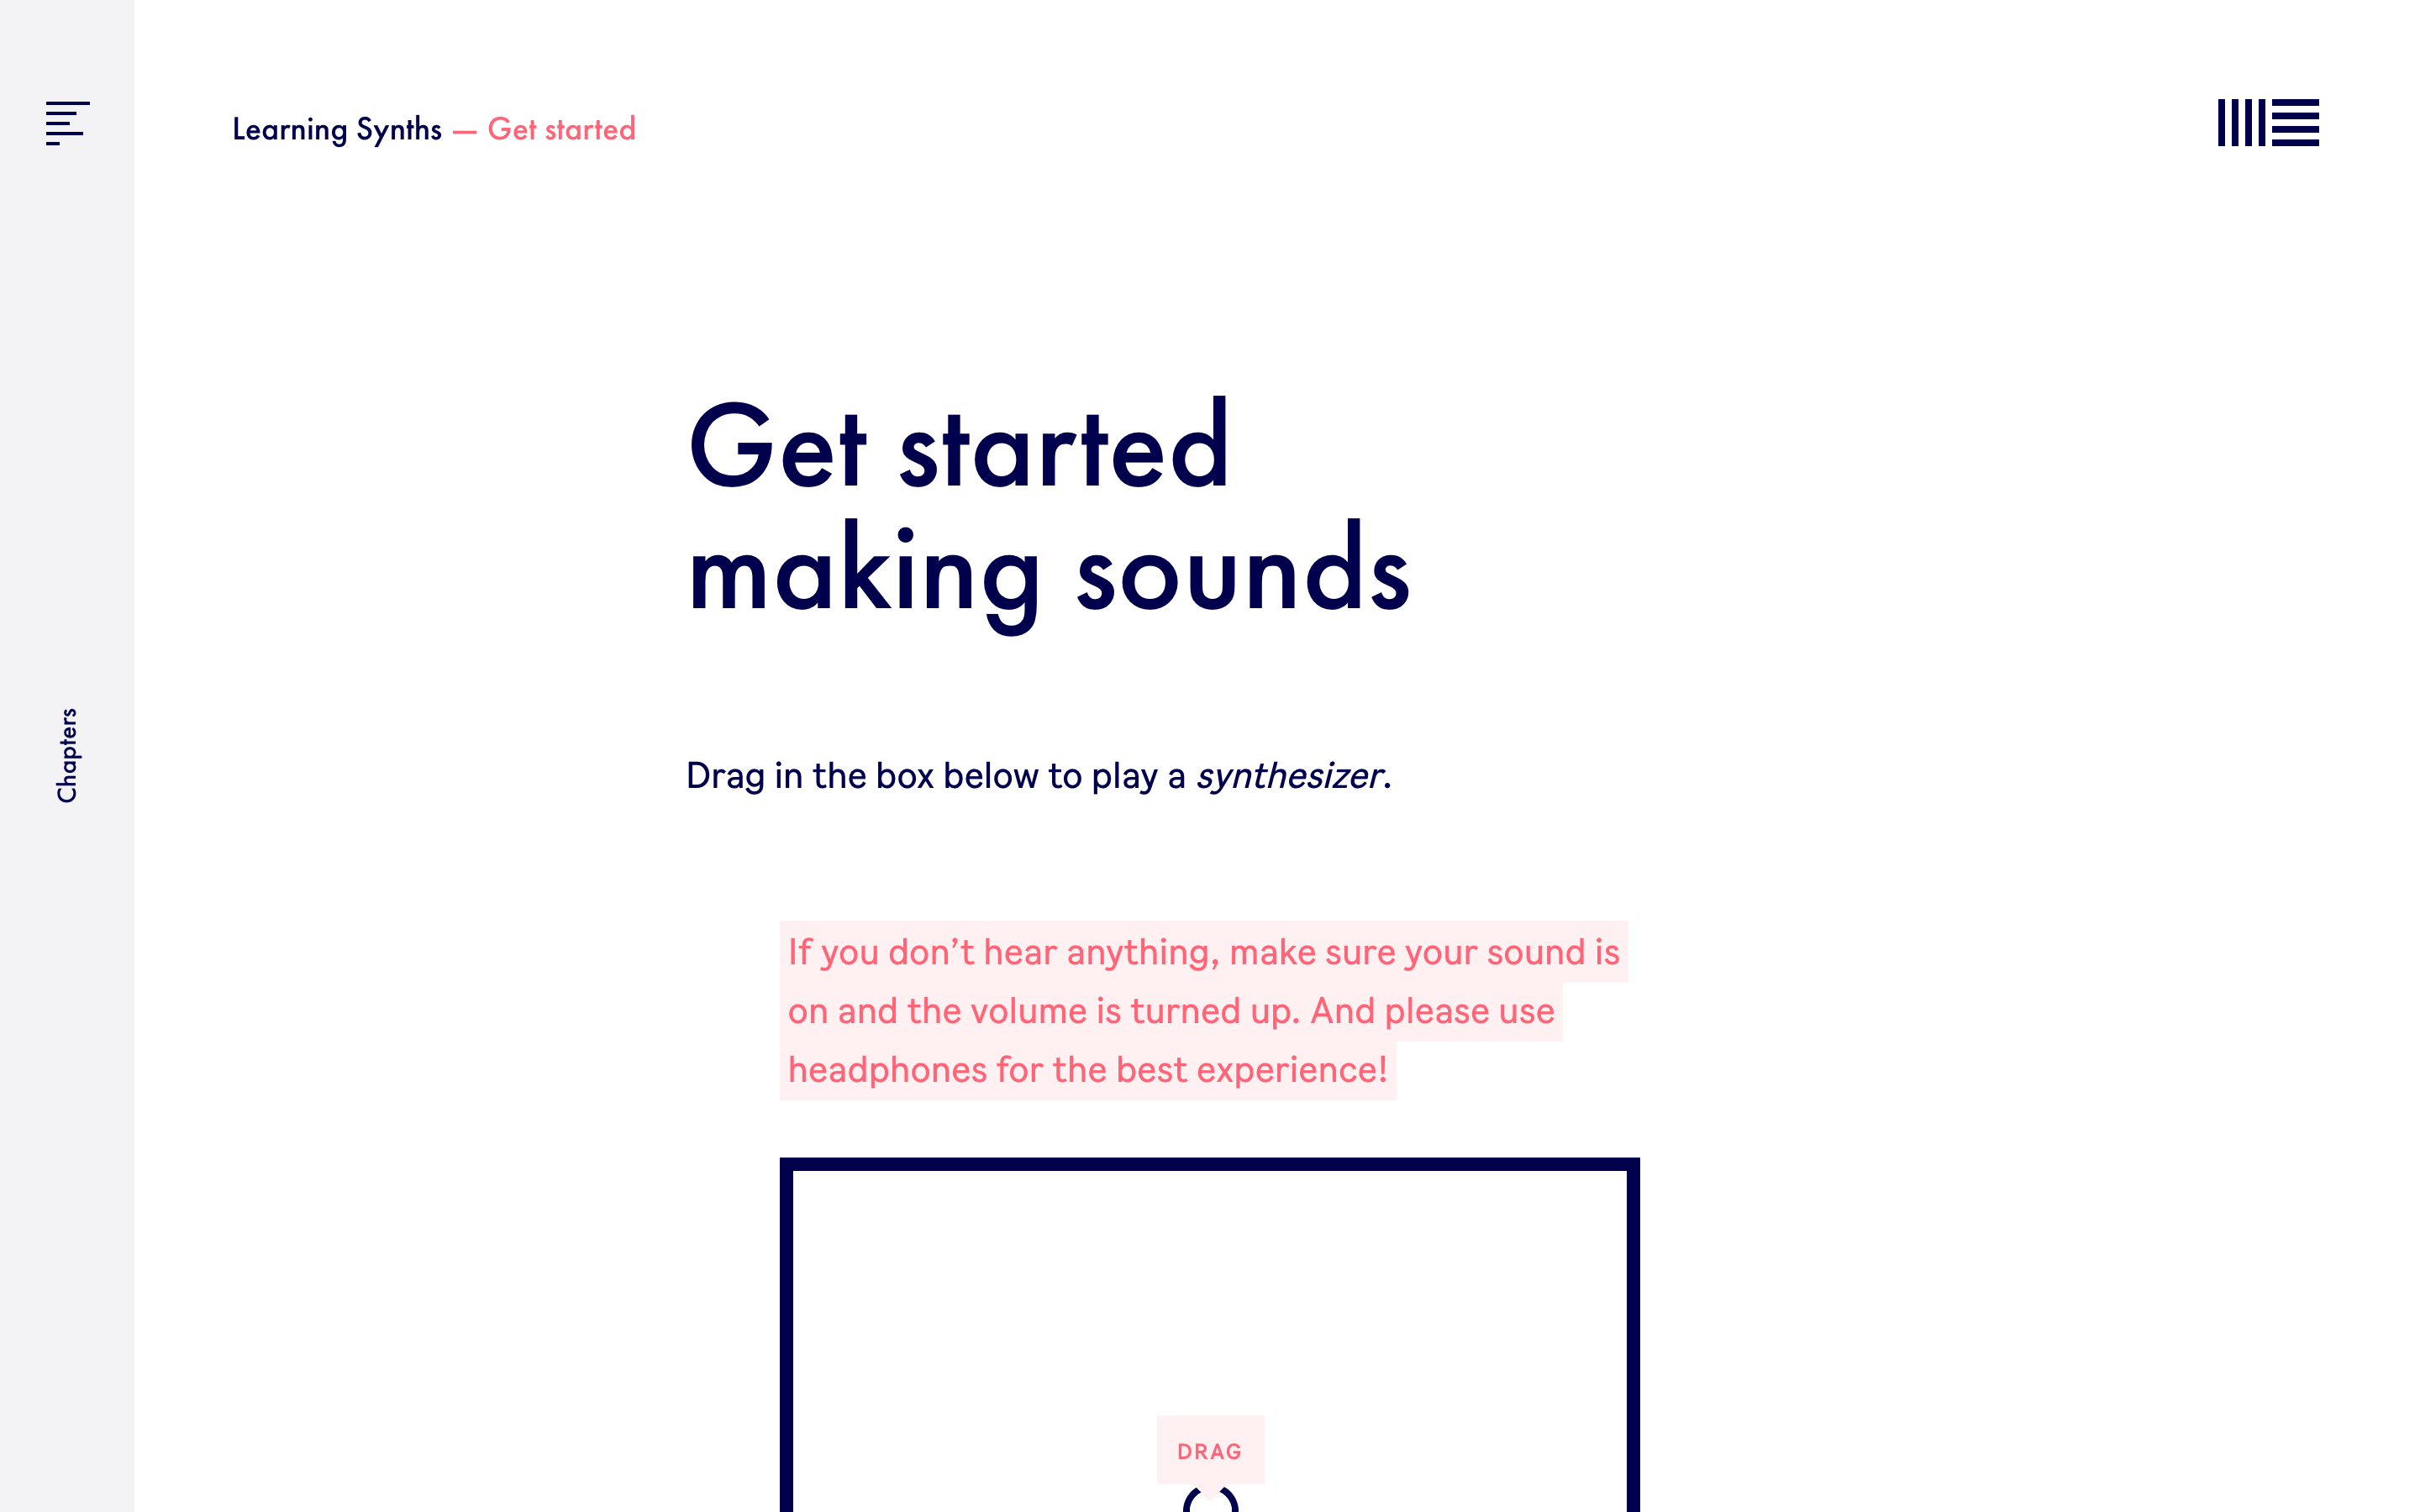 Learning Synths — Get started
Get started
making sounds
Chapters
Drag in the box below to play a synthesizer.
If you don’t hear anything, make sure your sound is
on and the volume is turned up. And please use
headphones for the best experience!
DRAG